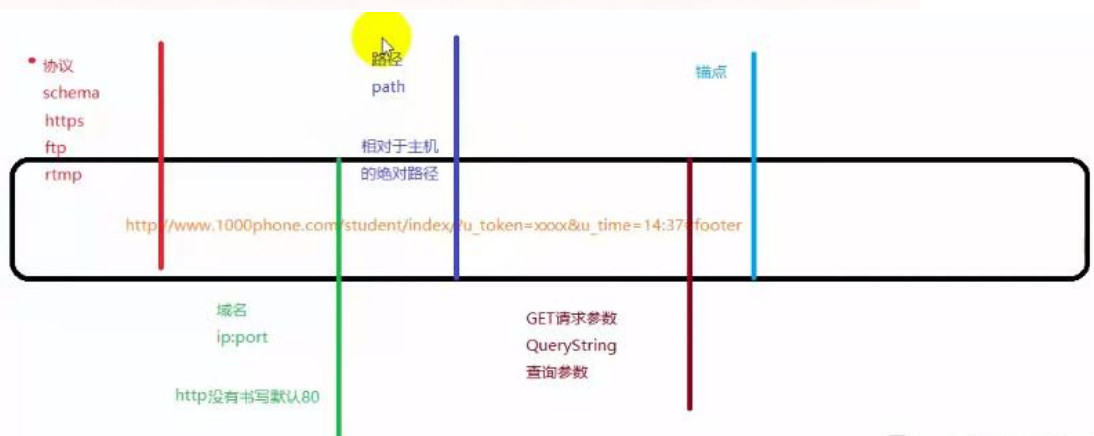 协议
schema
https
ftp
rtmp
路径
path
相对于主机
的绝对路径
锚点
http://www.1000phone.com/student/index/?u_token=xxxx&u_time=14:37#footer
域名
ip:port
http没有书写默认80
GET请求参数
QueryString
查询参数